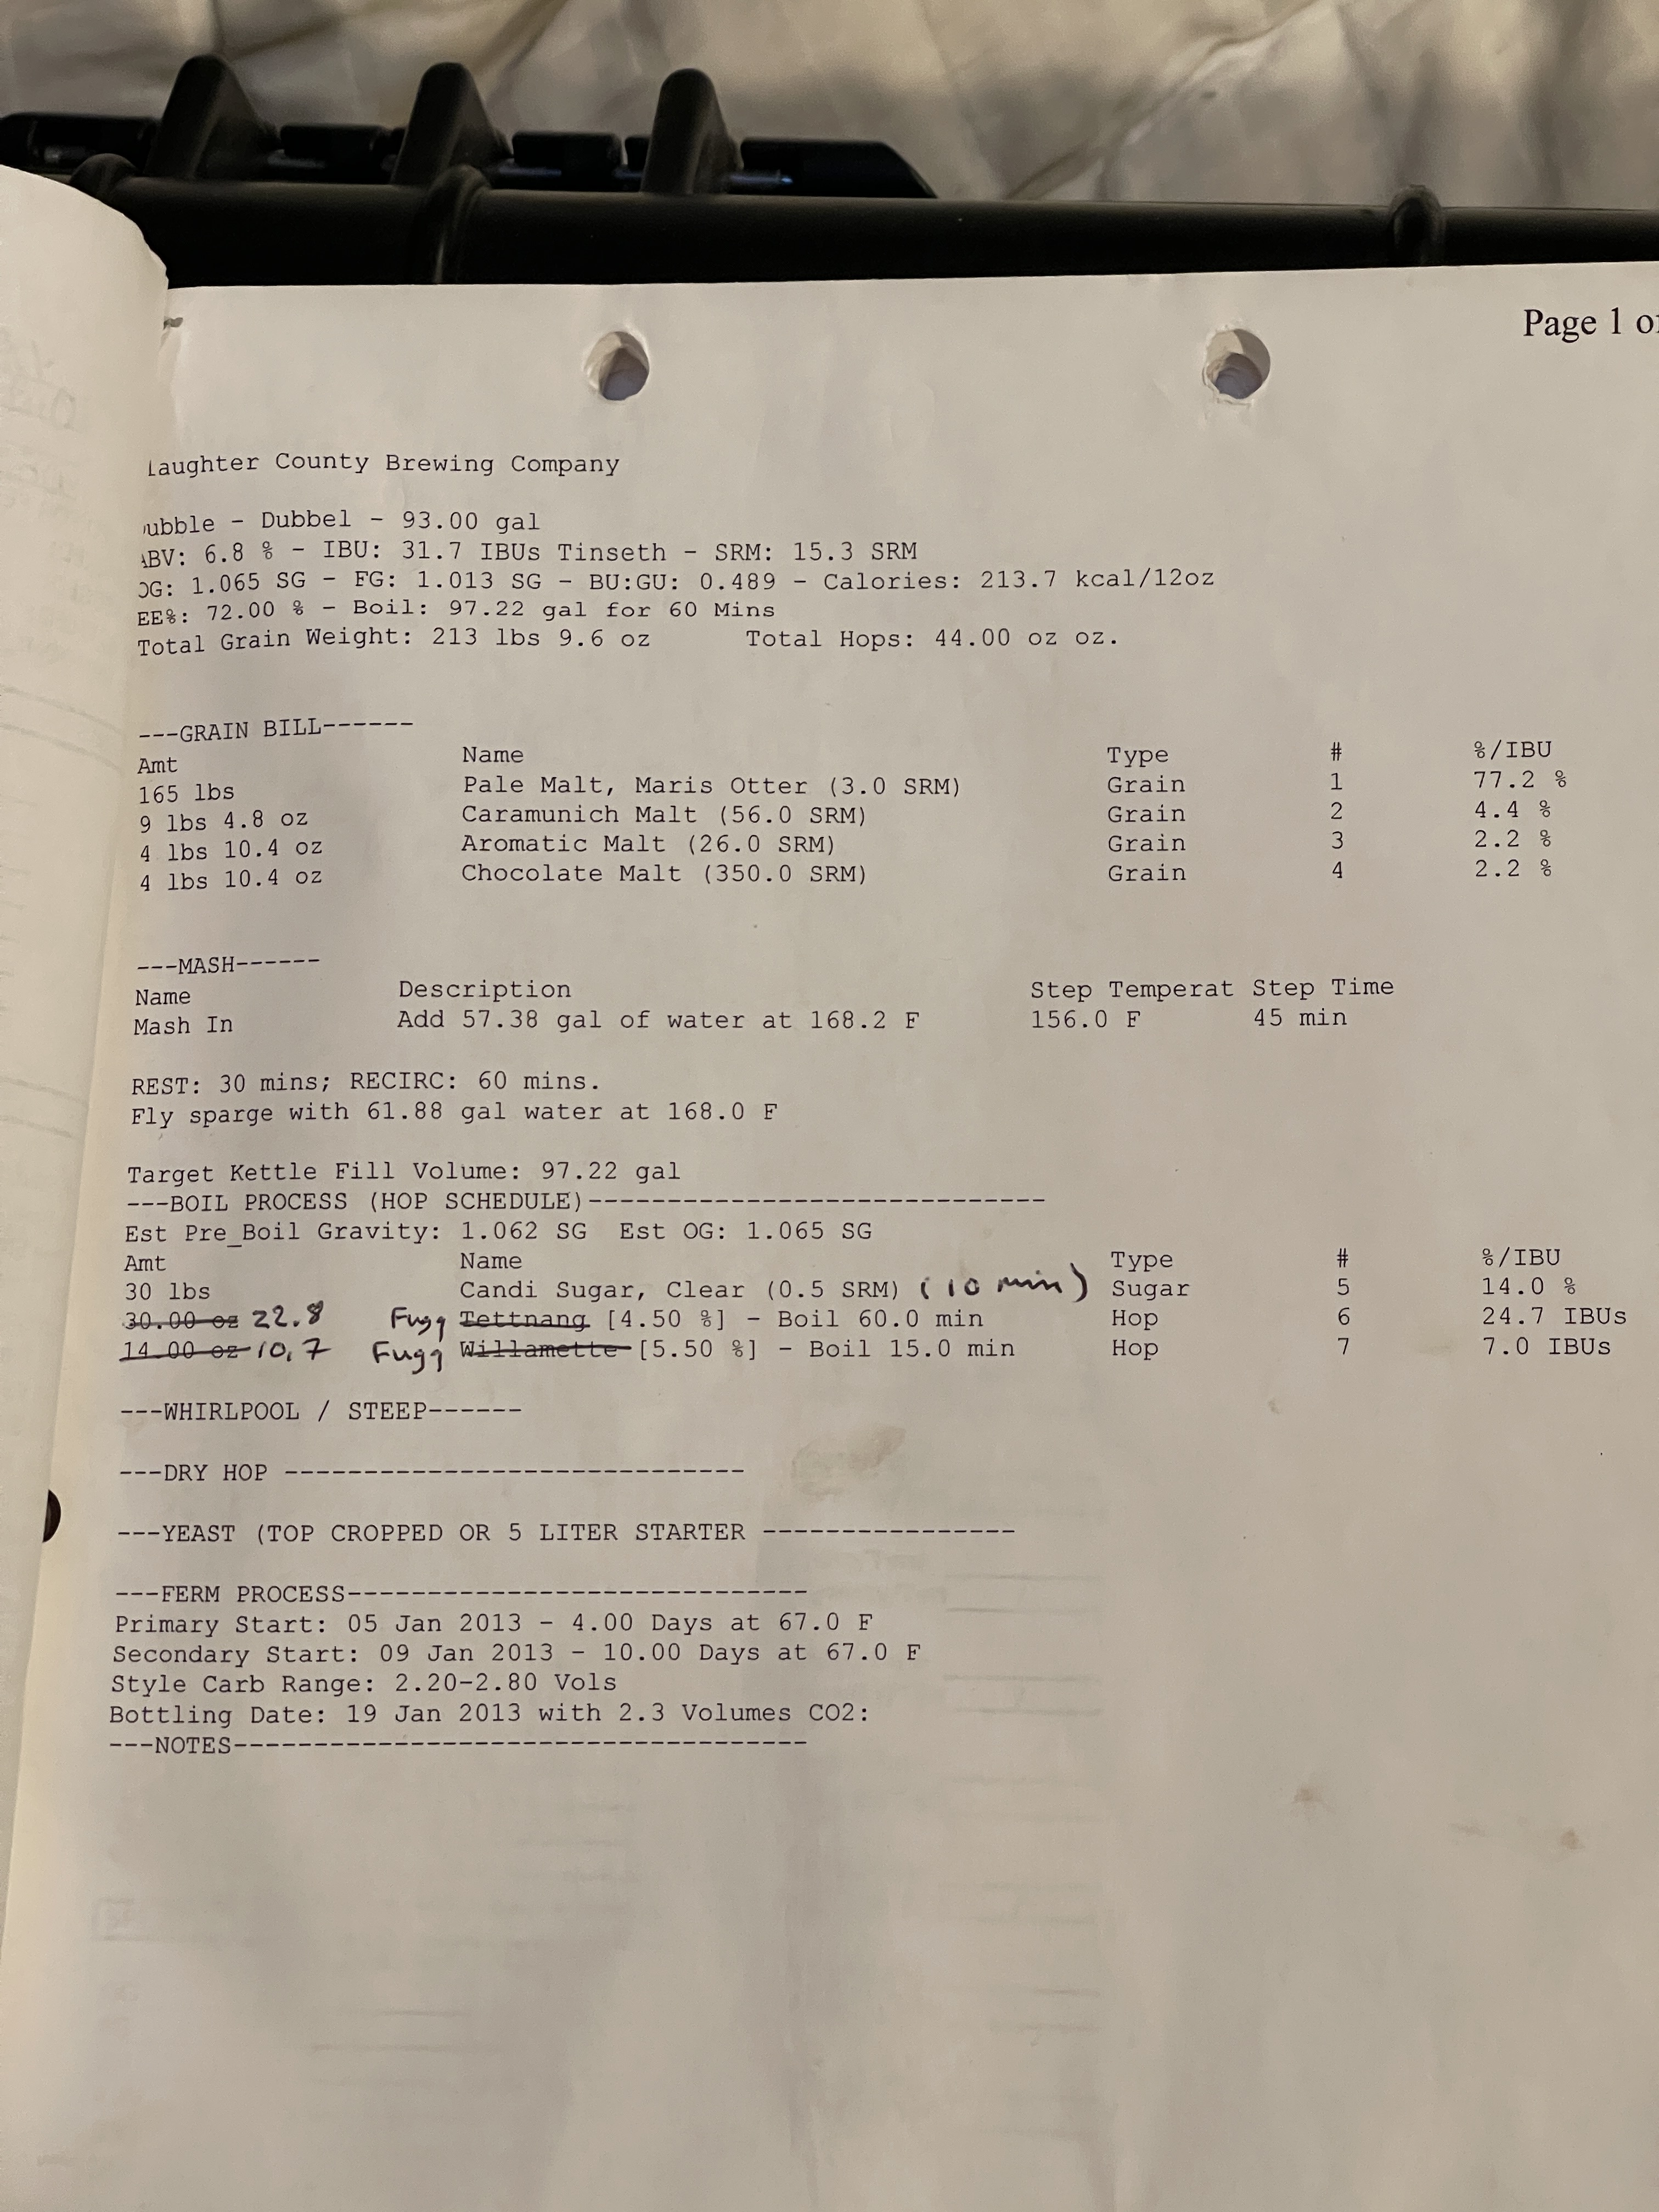 Page 1 of
Laughter County Brewing Company
ubble - Dubbel - 93.00 gal
ABV: 6.8 % - IBU: 31.7 IBUs Tinseth - SRM: 15.3 SRM
OG: 1.065 SG - FG: 1.013 SG - BU:GU: 0.489 - Calories: 213.7 kcal/12oz
EE%: 72.00 % - Boil: 97.22 gal for 60 Mins
Total Grain Weight: 213 lbs 9.6 oz Total Hops: 44.00 oz oz.
---GRAIN BILL------
Amt Name Type # %/IBU
165 lbs Pale Malt, Maris Otter (3.0 SRM) Grain 1 77.2 %
9 lbs 4.8 oz Caramunich Malt (56.0 SRM) Grain 2 4.4 %
4 lbs 10.4 oz Aromatic Malt (26.0 SRM) Grain 3 2.2 %
4 lbs 10.4 oz Chocolate Malt (350.0 SRM) Grain 4 2.2 %
---MASH------
Name Description Step Temperat Step Time
Mash In Add 57.38 gal of water at 168.2 F 156.0 F 45 min
REST: 30 mins; RECIRC: 60 mins.
Fly sparge with 61.88 gal water at 168.0 F
Target Kettle Fill Volume: 97.22 gal
---BOIL PROCESS (HOP SCHEDULE)-----------------------------
Est Pre_Boil Gravity: 1.062 SG Est OG: 1.065 SG
Amt Name Type # %/IBU
30 lbs Candi Sugar, Clear (0.5 SRM) (10 min) Sugar 5 14.0 %
30.00 oz 22.8 Fugg Tettnang [4.50 %] - Boil 60.0 min Hop 6 24.7 IBUs
14.00 oz 10.7 Fugg Willamette [5.50 %] - Boil 15.0 min Hop 7 7.0 IBUs
---WHIRLPOOL / STEEP------
---DRY HOP -----------------------------
---YEAST (TOP CROPPED OR 5 LITER STARTER ----------------
---FERM PROCESS-----------------------------
Primary Start: 05 Jan 2013 - 4.00 Days at 67.0 F
Secondary Start: 09 Jan 2013 - 10.00 Days at 67.0 F
Style Carb Range: 2.20-2.80 Vols
Bottling Date: 19 Jan 2013 with 2.3 Volumes CO2:
---NOTES------------------------------------